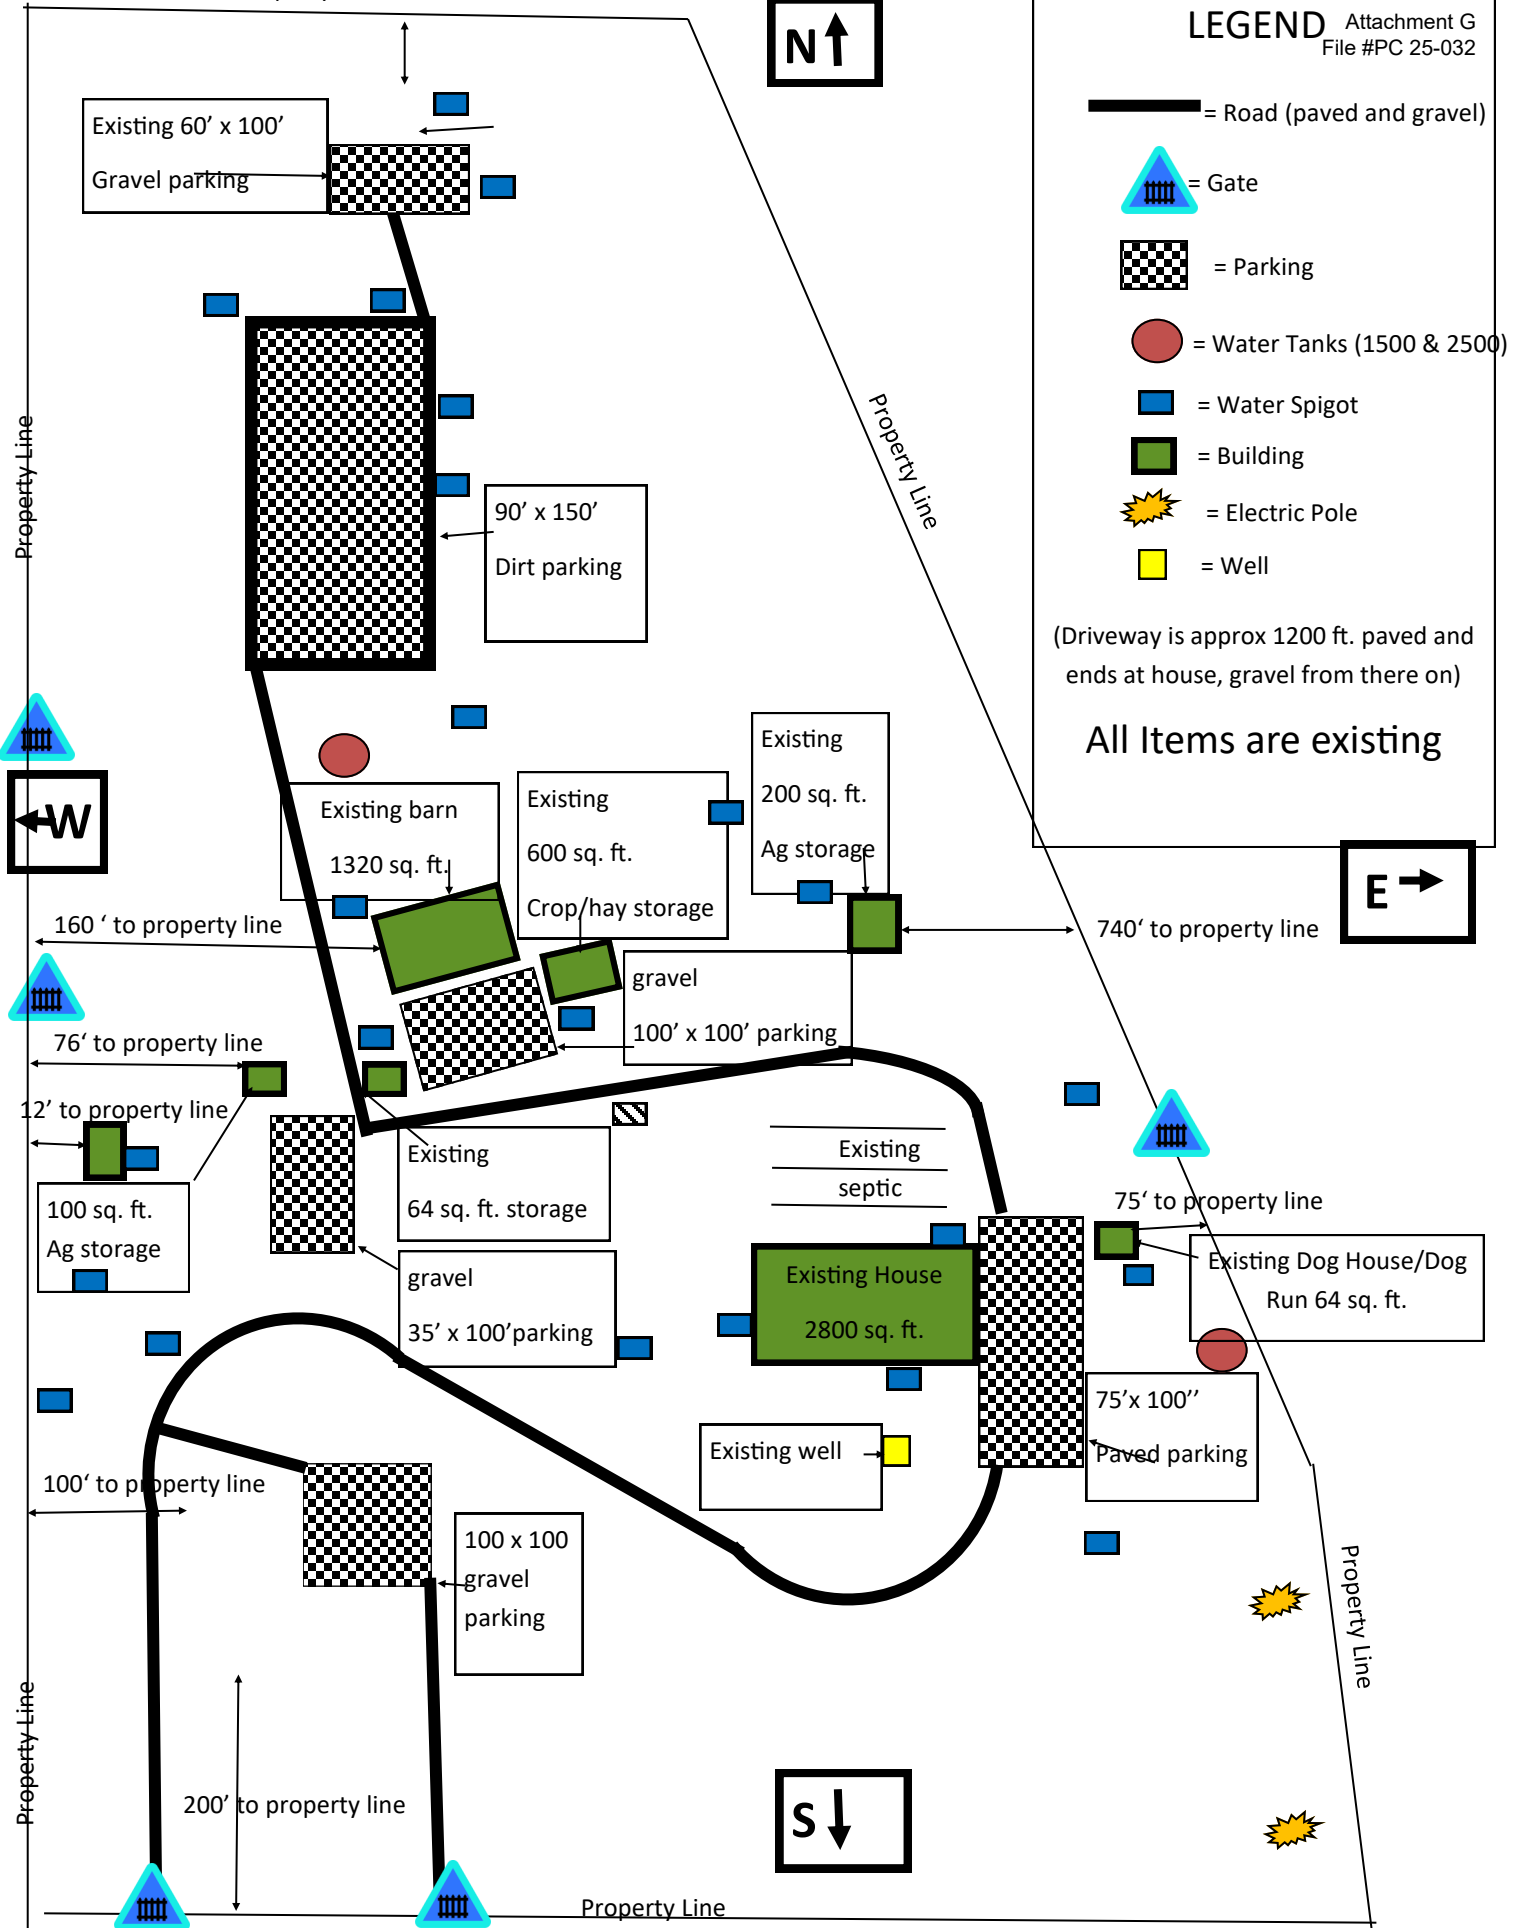 N
LEGEND
Attachment G
File #PC 25-032
= Road (paved and gravel)
= Gate
= Parking
= Water Tanks (1500 & 2500)
= Water Spigot
= Building
= Electric Pole
= Well
(Driveway is approx 1200 ft. paved and
ends at house, gravel from there on)
All Items are existing
Existing 60’ x 100’
Gravel parking
Property Line
Property Line
90’ x 150’
Dirt parking
W
E
Existing barn
1320 sq. ft.
Existing
600 sq. ft.
Crop/hay storage
Existing
200 sq. ft.
Ag storage
160 ‘ to property line
740’ to property line
gravel
100’ x 100’ parking
76‘ to property line
12’ to property line
100 sq. ft.
Ag storage
Existing
64 sq. ft. storage
Existing
septic
75‘ to property line
Existing Dog House/Dog
Run 64 sq. ft.
gravel
35’ x 100’parking
Existing House
2800 sq. ft.
75’x 100’’
Paved parking
Existing well
100‘ to property line
100 x 100
gravel
parking
Property Line
Property Line
200’ to property line
S
Property Line